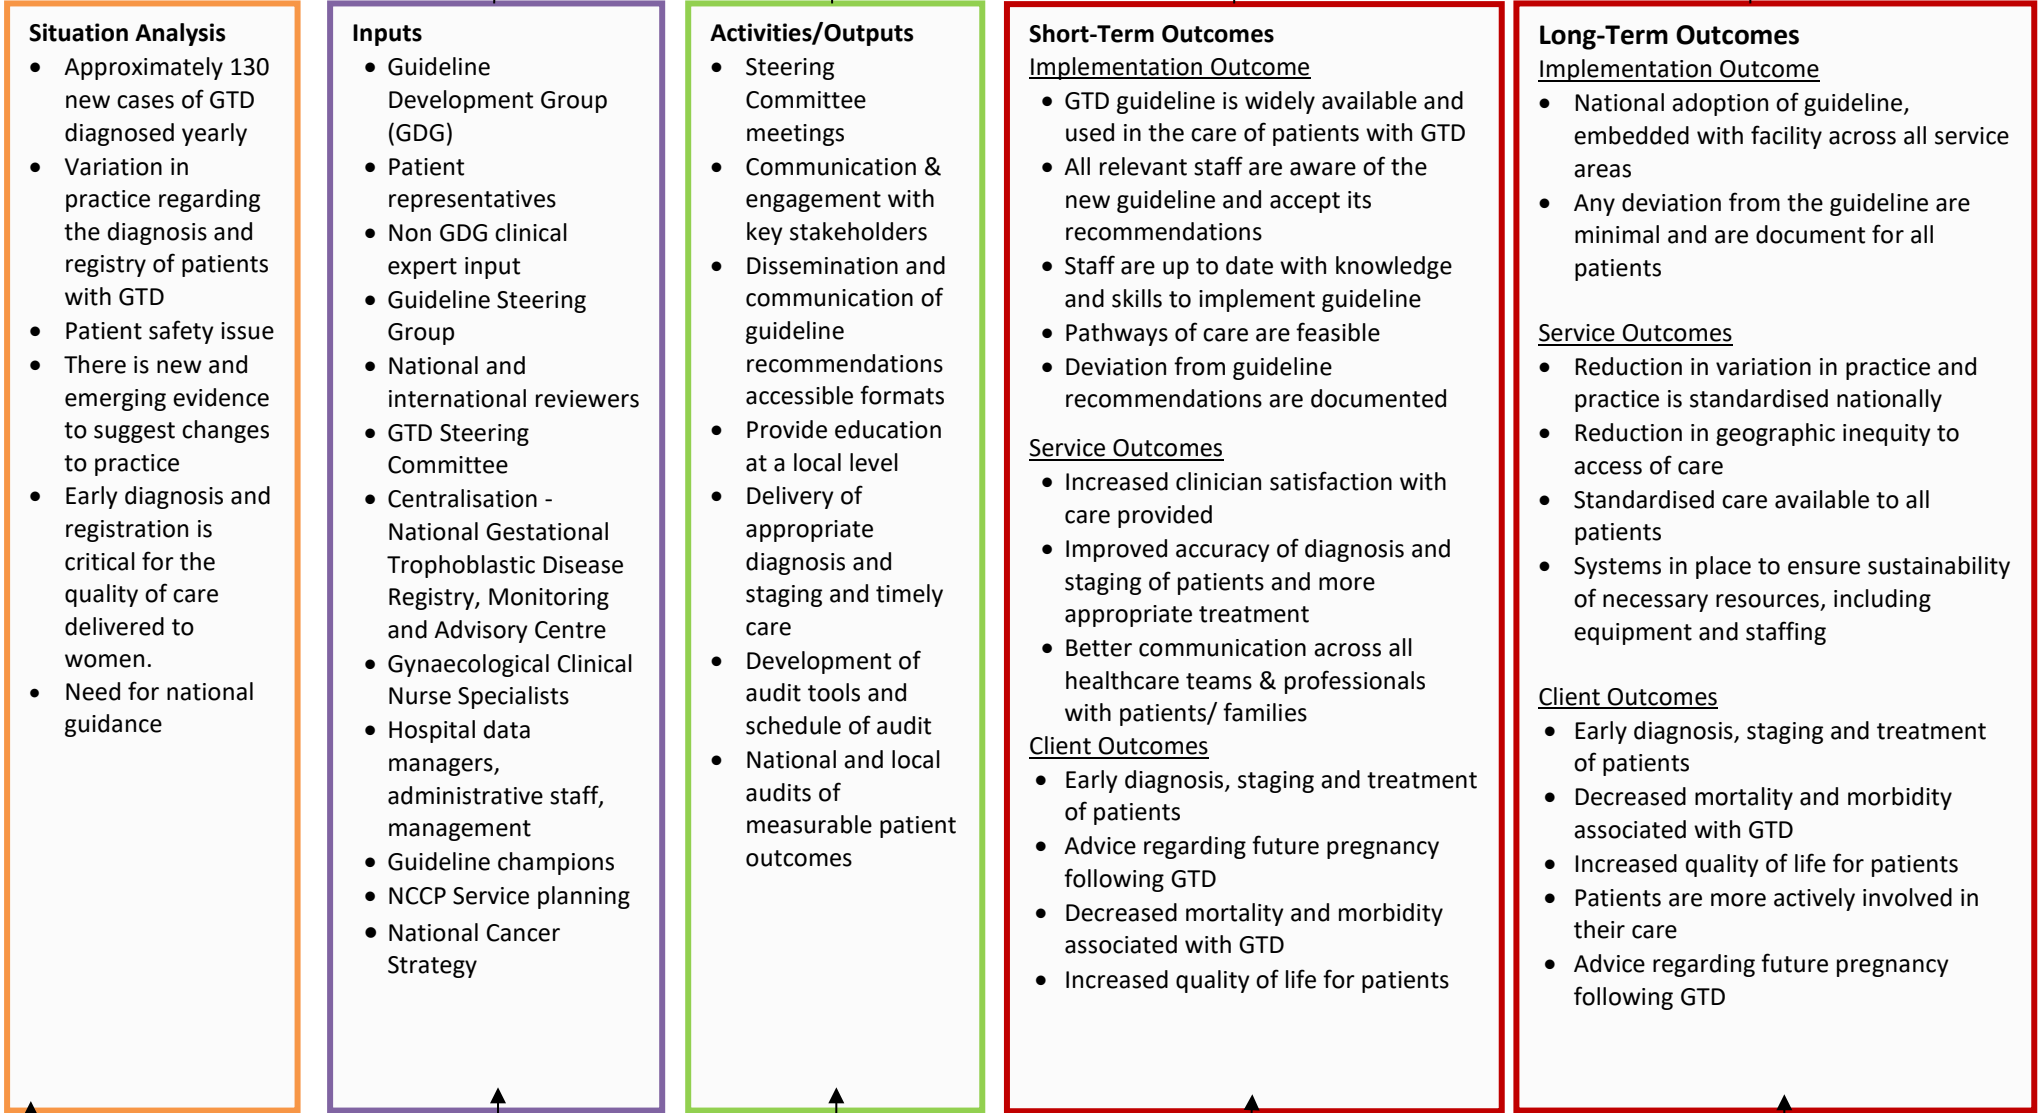 Situation Analysis
• Approximately 130
new cases of GTD
diagnosed yearly
• Variation in
practice regarding
the diagnosis and
registry of patients
with GTD
• Patient safety issue
• There is new and
emerging evidence
to suggest changes
to practice
• Early diagnosis and
registration is
critical for the
quality of care
delivered to
women.
• Need for national
guidance
Inputs
• Guideline
Development Group
(GDG)
• Patient
representatives
• Non GDG clinical
expert input
• Guideline Steering
Group
• National and
international reviewers
• GTD Steering
Committee
• Centralisation -
National Gestational
Trophoblastic Disease
Registry, Monitoring
and Advisory Centre
• Gynaecological Clinical
Nurse Specialists
• Hospital data
managers,
administrative staff,
management
• Guideline champions
• NCCP Service planning
• National Cancer
Strategy
Activities/Outputs
• Steering
Committee
meetings
• Communication &
engagement with
key stakeholders
• Dissemination and
communication of
guideline
recommendations
accessible formats
• Provide education
at a local level
• Delivery of
appropriate
diagnosis and
staging and timely
care
• Development of
audit tools and
schedule of audit
• National and local
audits of
measurable patient
outcomes
Short-Term Outcomes
Implementation Outcome
• GTD guideline is widely available and
used in the care of patients with GTD
• All relevant staff are aware of the
new guideline and accept its
recommendations
• Staff are up to date with knowledge
and skills to implement guideline
• Pathways of care are feasible
• Deviation from guideline
recommendations are documented
Service Outcomes
• Increased clinician satisfaction with
care provided
• Improved accuracy of diagnosis and
staging of patients and more
appropriate treatment
• Better communication across all
healthcare teams & professionals
with patients/ families
Client Outcomes
• Early diagnosis, staging and treatment
of patients
• Advice regarding future pregnancy
following GTD
• Decreased mortality and morbidity
associated with GTD
• Increased quality of life for patients
Long-Term Outcomes
Implementation Outcome
• National adoption of guideline,
embedded with facility across all service
areas
• Any deviation from the guideline are
minimal and are document for all
patients
Service Outcomes
• Reduction in variation in practice and
practice is standardised nationally
• Reduction in geographic inequity to
access of care
• Standardised care available to all
patients
• Systems in place to ensure sustainability
of necessary resources, including
equipment and staffing
Client Outcomes
• Early diagnosis, staging and treatment
of patients
• Decreased mortality and morbidity
associated with GTD
• Increased quality of life for patients
• Patients are more actively involved in
their care
• Advice regarding future pregnancy
following GTD